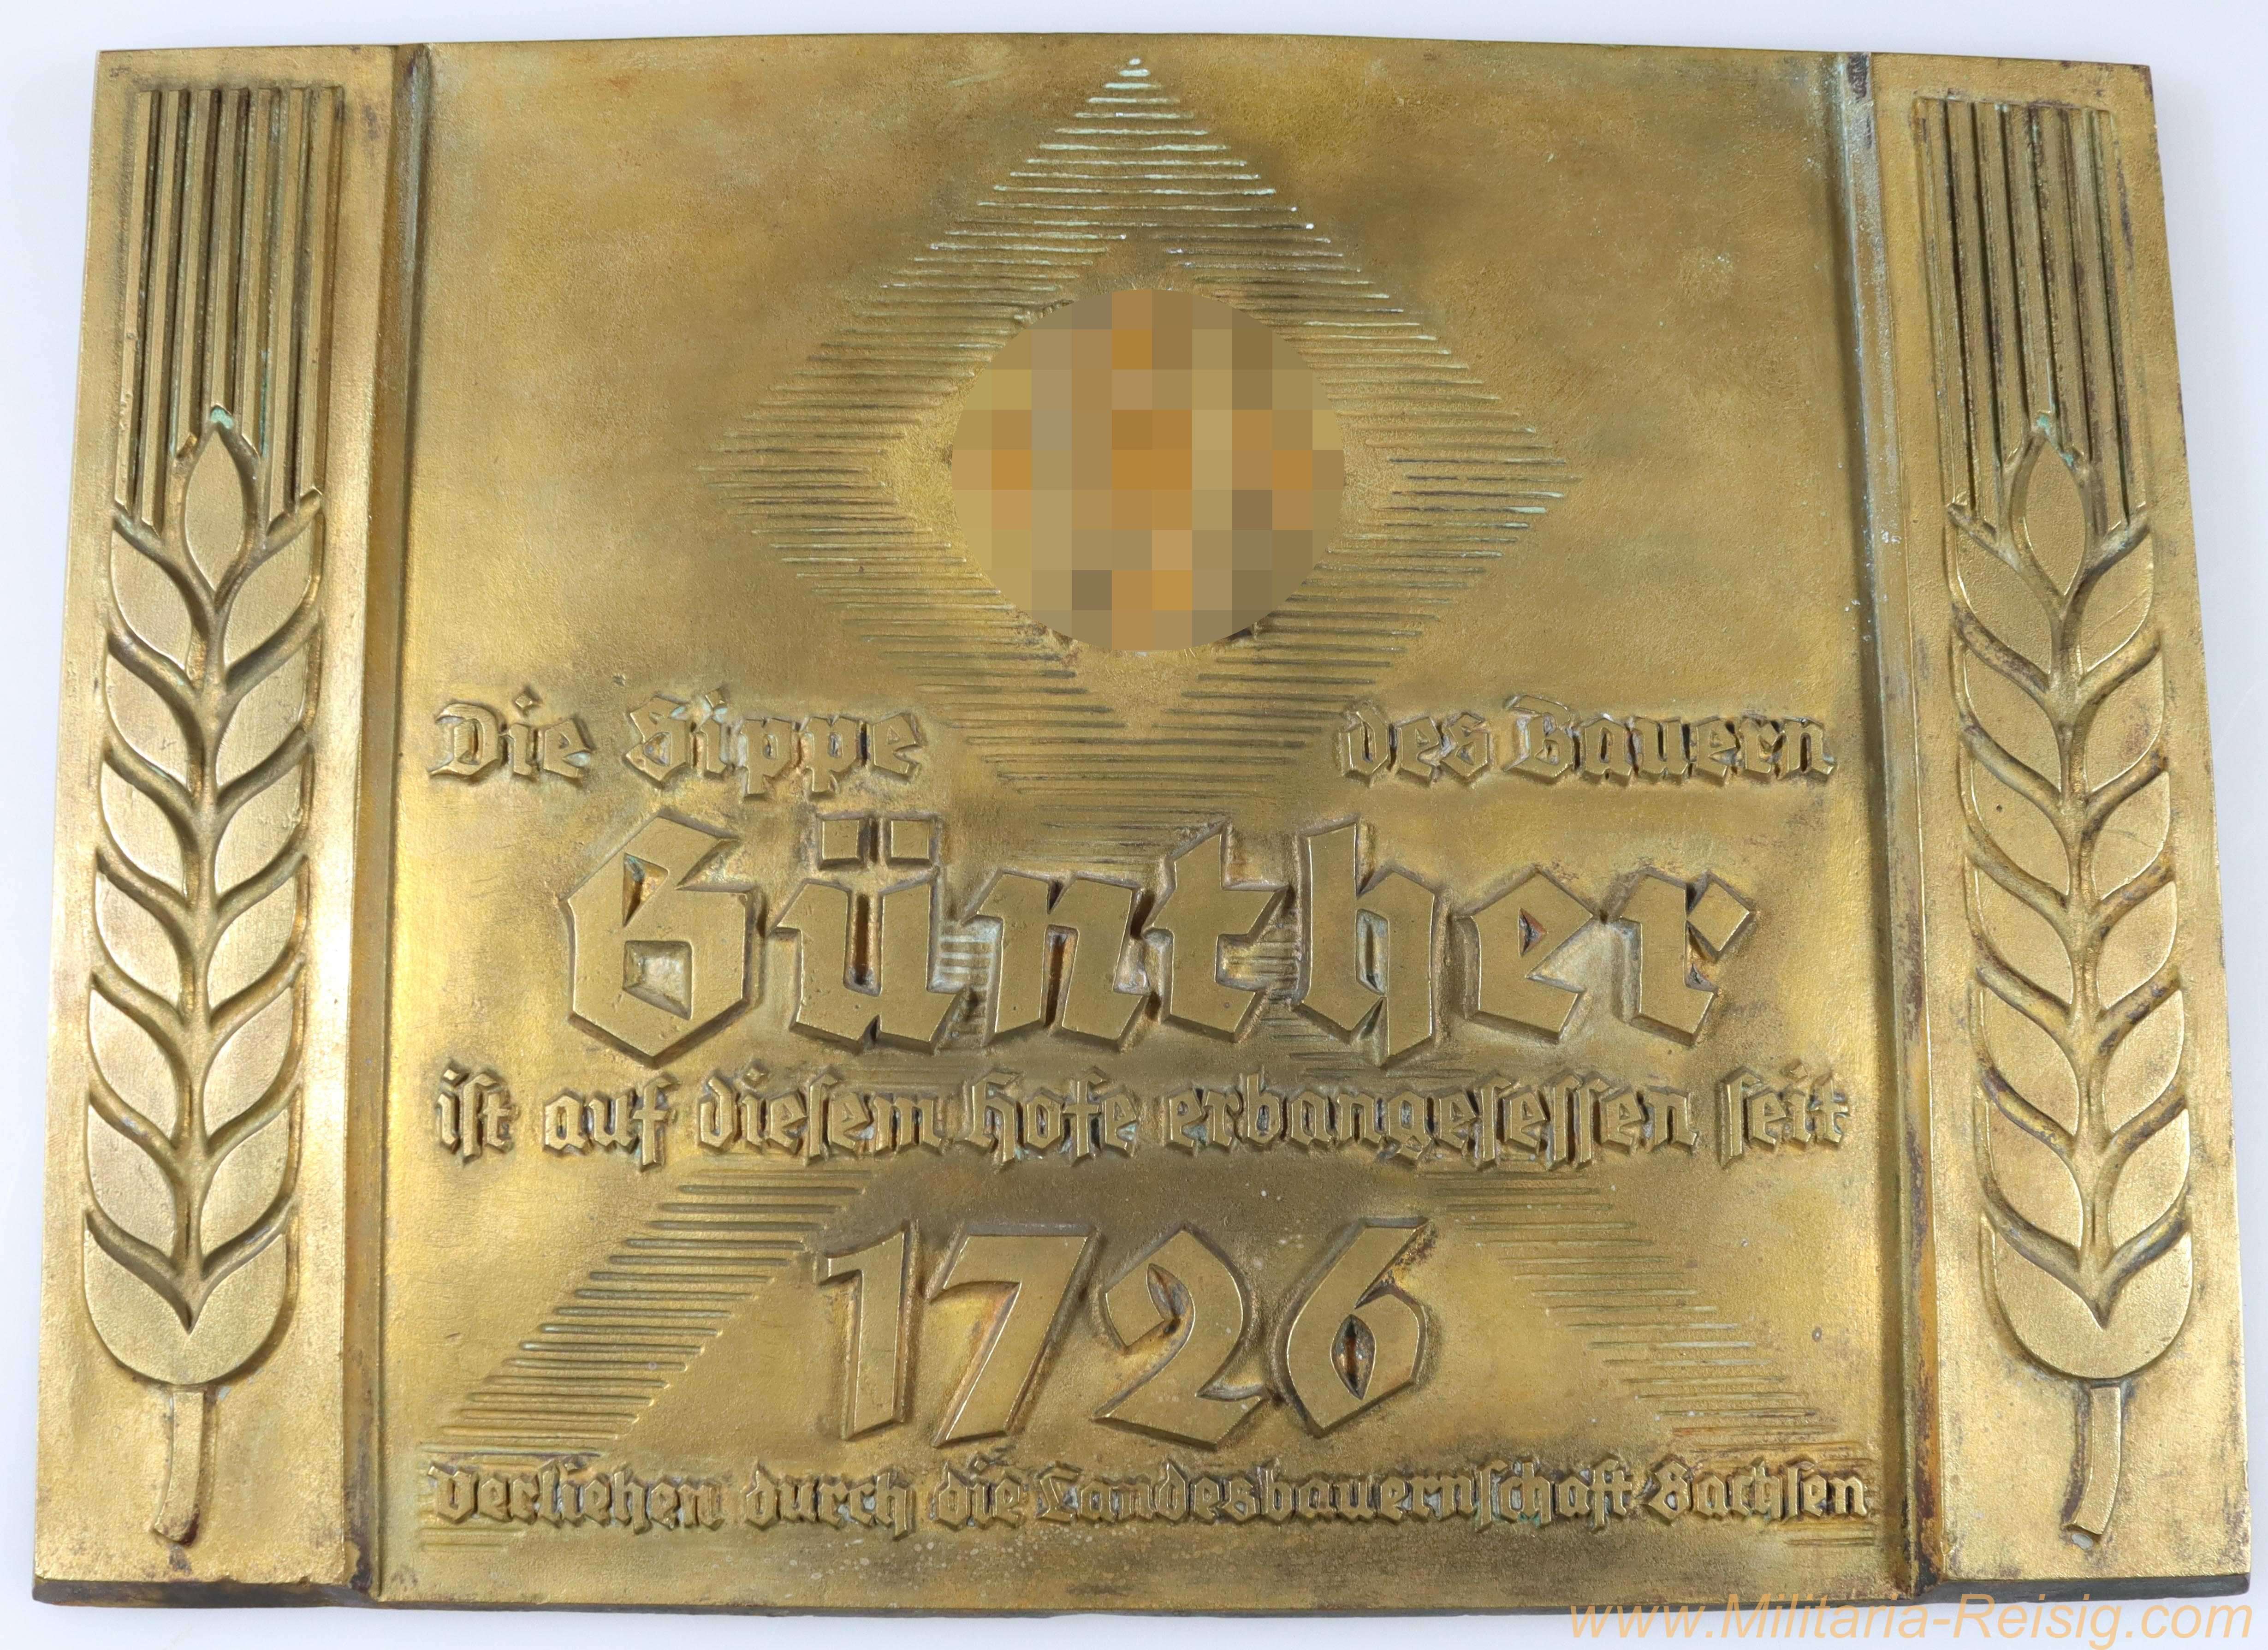 Die Sippe des Bauern
Günther
iſt auf dieſem Hofe erbangeſeſſen ſeit
1726
Verliehen durch die Landesbauernſchaft Sachſen
www.Militaria-Reisig.com